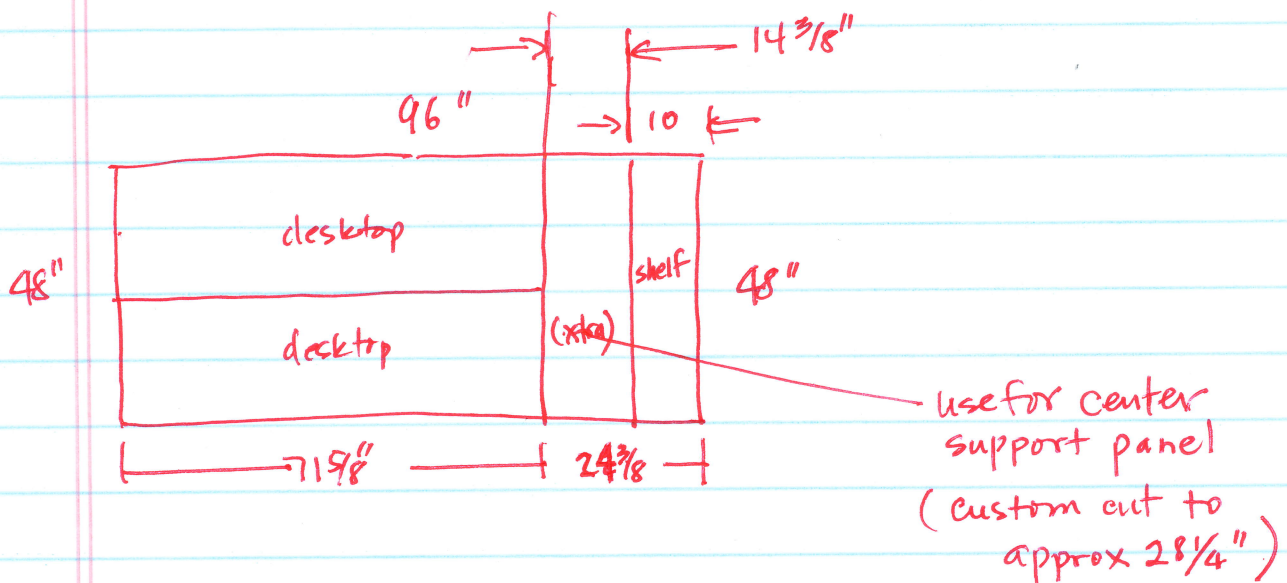 14 3/8"
96"
10
desktop
48"
shelf
48"
(xtra)
desktop
71 5/8"
24 3/8
use for center
support panel
(custom cut to
approx 28 1/4")